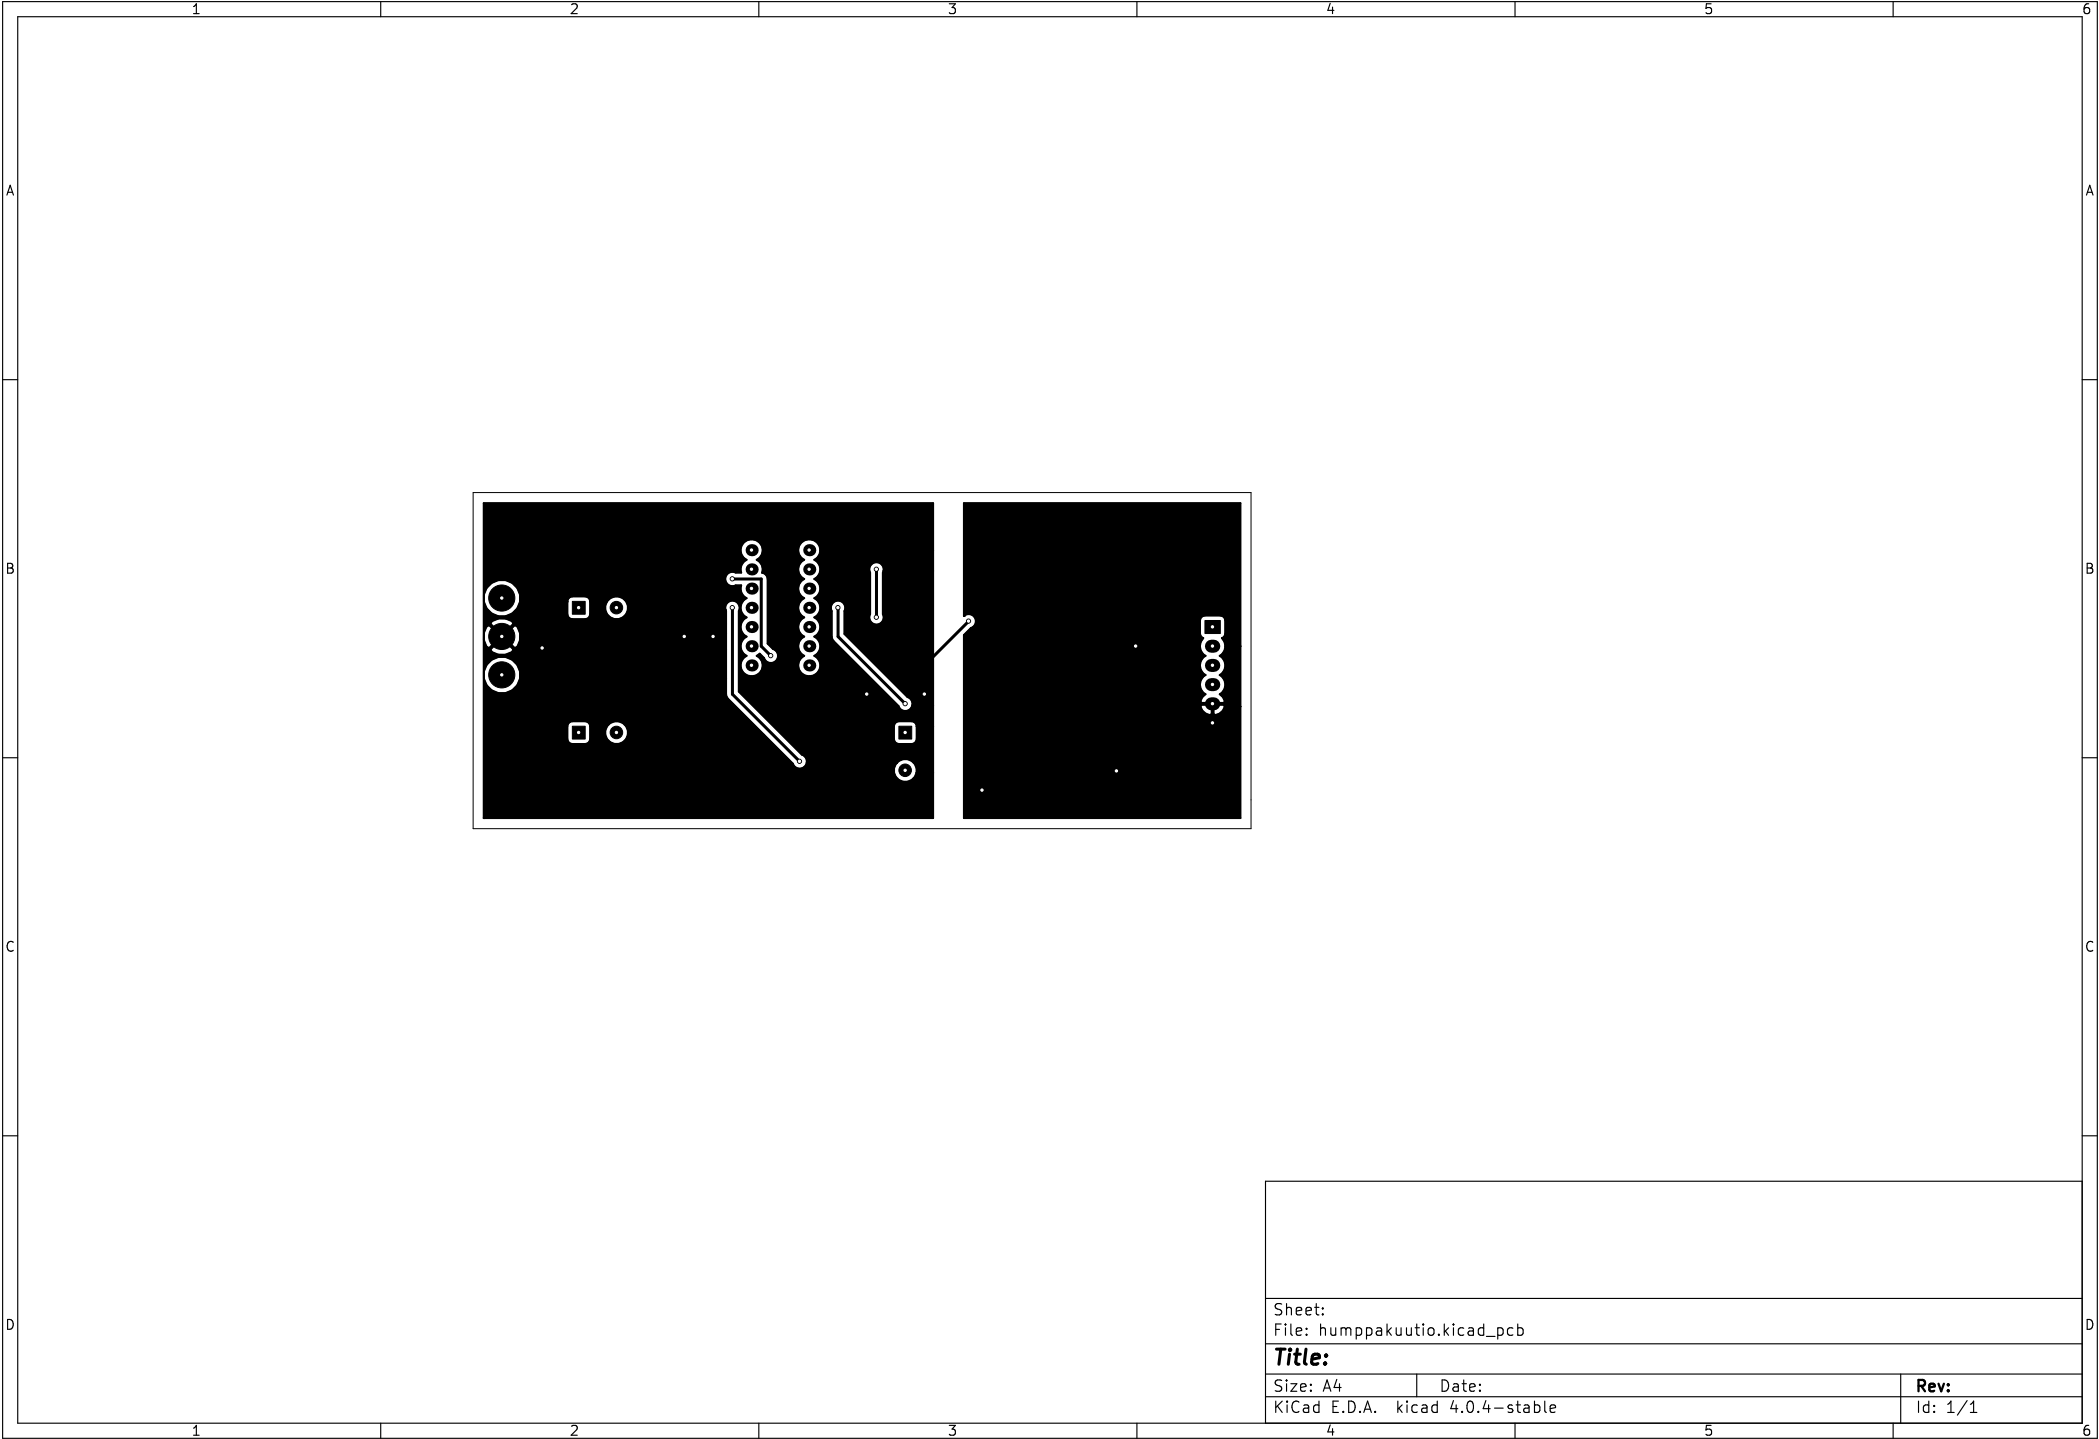 1 2 3 4 5 6
A A
B B
C C
D D
Sheet:
File: humppakuutio.kicad_pcb
Title:
Size: A4 Date: Rev:
KiCad E.D.A. kicad 4.0.4-stable Id: 1/1
1 2 3 4 5 6